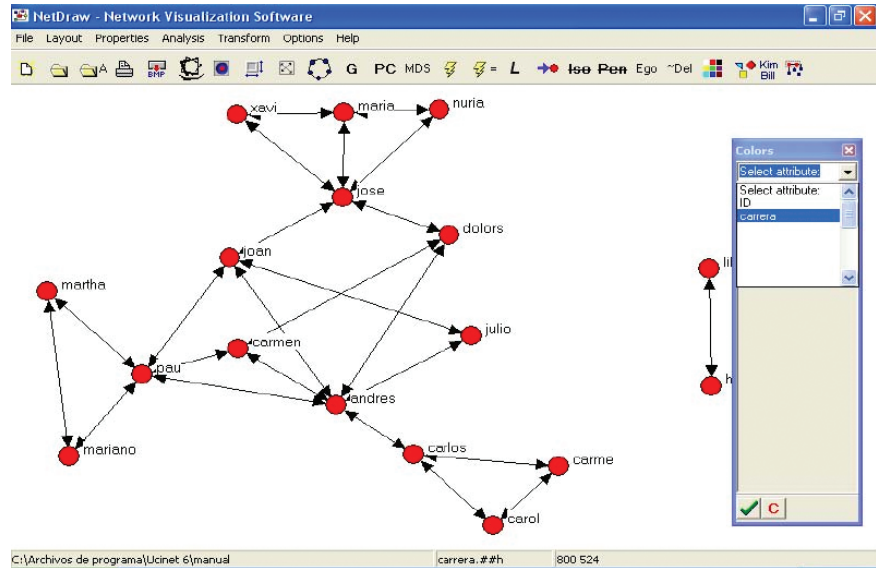 NetDraw - Network Visualization Software
File Layout Properties Analysis Transform Options Help
A BMP G PC MDS = L Iso Pen Ego ~Del Kim Bill
xavi
maria
nuria
Colors
Select attribute:
Select attribute:
ID
carrera
jose
dolors
joan
martha
julio
carmen
pau
andres
mariano
carlos
carme
carol
C
C:\Archivos de programa\Ucinet 6\manual carrera.##h 800 524